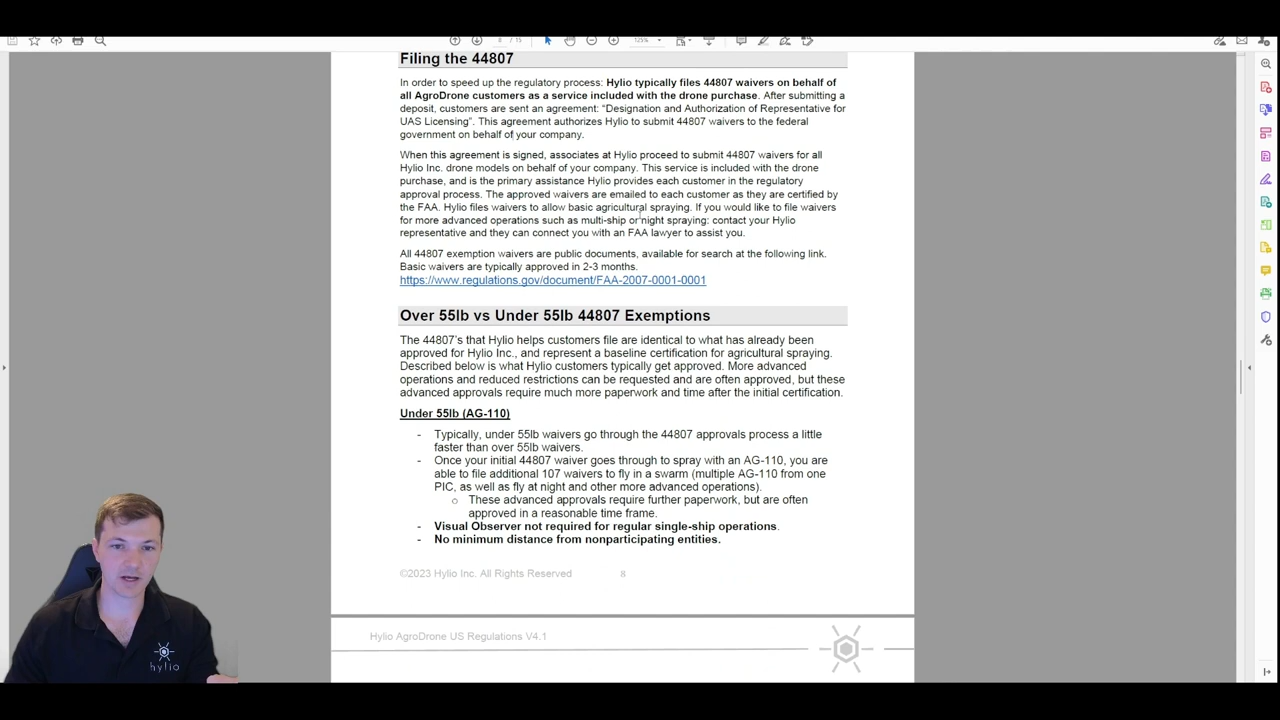 8 / 15
125%
Filing the 44807
In order to speed up the regulatory process: Hylio typically files 44807 waivers on behalf of
all AgroDrone customers as a service included with the drone purchase. After submitting a
deposit, customers are sent an agreement: “Designation and Authorization of Representative for
UAS Licensing”. This agreement authorizes Hylio to submit 44807 waivers to the federal
government on behalf of your company.
When this agreement is signed, associates at Hylio proceed to submit 44807 waivers for all
Hylio Inc. drone models on behalf of your company. This service is included with the drone
purchase, and is the primary assistance Hylio provides each customer in the regulatory
approval process. The approved waivers are emailed to each customer as they are certified by
the FAA. Hylio files waivers to allow basic agricultural spraying. If you would like to file waivers
for more advanced operations such as multi-ship or night spraying: contact your Hylio
representative and they can connect you with an FAA lawyer to assist you.
All 44807 exemption waivers are public documents, available for search at the following link.
Basic waivers are typically approved in 2-3 months.
https://www.regulations.gov/document/FAA-2007-0001-0001
Over 55lb vs Under 55lb 44807 Exemptions
The 44807’s that Hylio helps customers file are identical to what has already been
approved for Hylio Inc., and represent a baseline certification for agricultural spraying.
Described below is what Hylio customers typically get approved. More advanced
operations and reduced restrictions can be requested and are often approved, but these
advanced approvals require much more paperwork and time after the initial certification.
Under 55lb (AG-110)
- Typically, under 55lb waivers go through the 44807 approvals process a little
faster than over 55lb waivers.
- Once your initial 44807 waiver goes through to spray with an AG-110, you are
able to file additional 107 waivers to fly in a swarm (multiple AG-110 from one
PIC, as well as fly at night and other more advanced operations).
o These advanced approvals require further paperwork, but are often
approved in a reasonable time frame.
- Visual Observer not required for regular single-ship operations.
- No minimum distance from nonparticipating entities.
©2023 Hylio Inc. All Rights Reserved 8
Hylio AgroDrone US Regulations V4.1
hylio